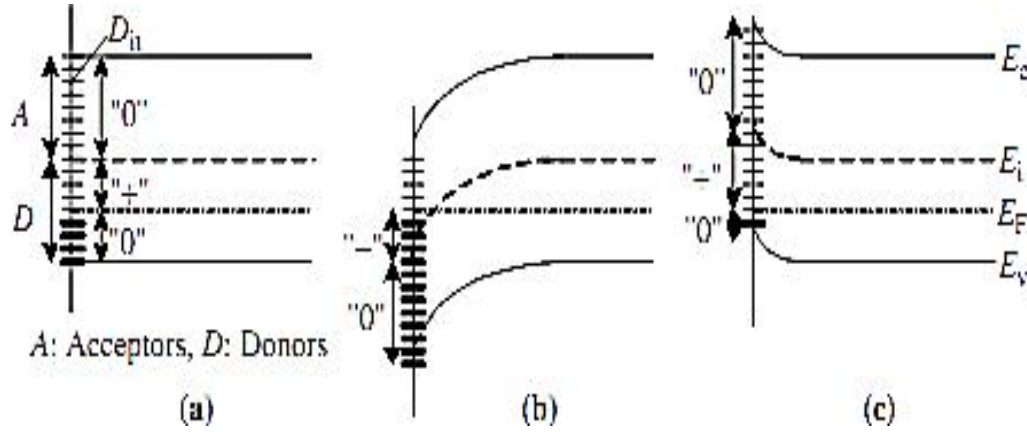 D_it
A
"0"
"+"
D
"0"
A: Acceptors, D: Donors
(a)
"−"
"0"
(b)
"0"
"+"
"0"
E_c
E_i
E_F
E_v
(c)